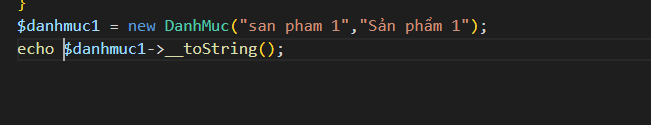 }
$danhmuc1 = new DanhMuc("san pham 1","Sản phẩm 1");
echo $danhmuc1->__toString();